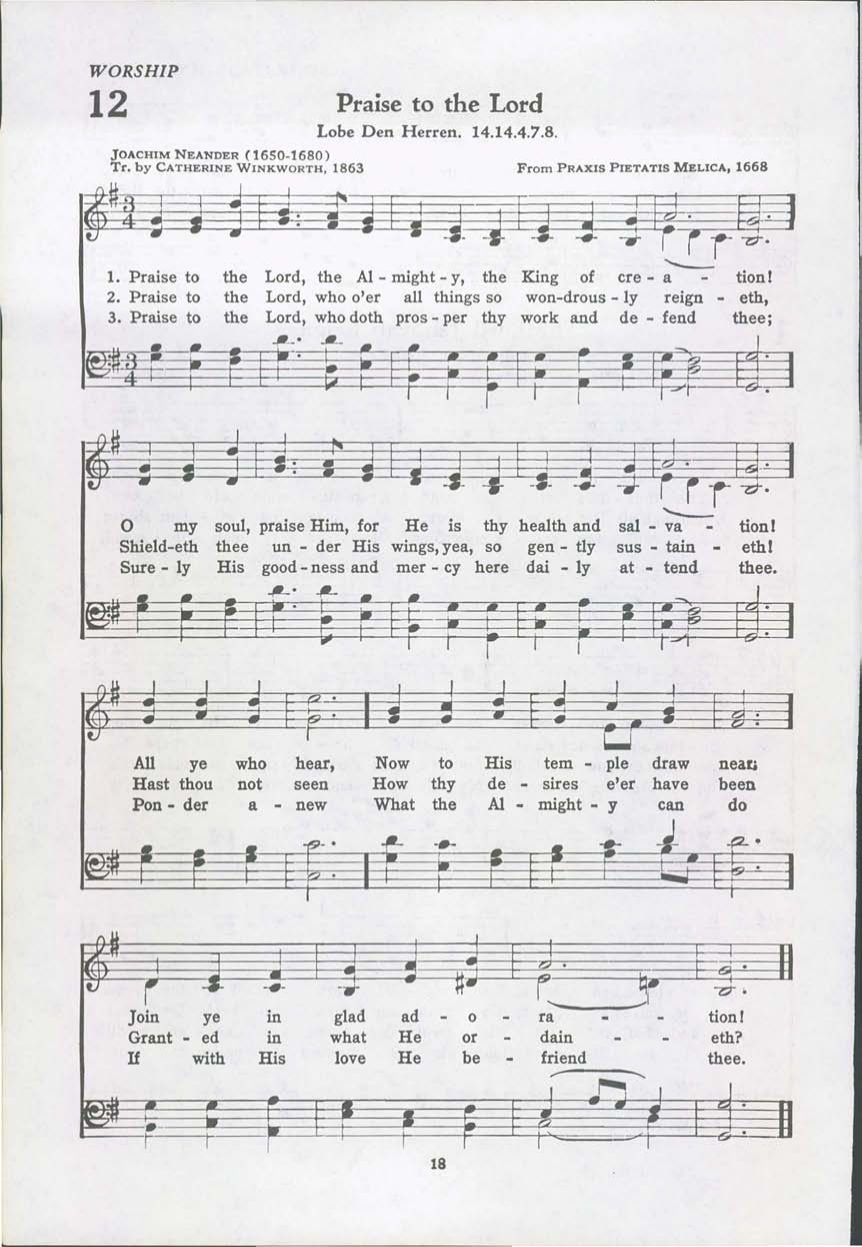 WORSHIP
12
Praise to the Lord
Lobe Den Herren. 14.14.4.7.8.
JOACHIM NEANDER (1650-1680)
Tr. by CATHERINE WINKWORTH, 1863
From PRAXIS PIETATIS MELICA, 1668
3
4
1. Praise to the Lord, the Al - might - y, the King of cre - a - tion!
2. Praise to the Lord, who o'er all things so won-drous - ly reign - eth,
3. Praise to the Lord, who doth pros - per thy work and de - fend thee;
3
4
O my soul, praise Him, for He is thy health and sal - va - tion!
Shield-eth thee un - der His wings, yea, so gen - tly sus - tain - eth!
Sure - ly His good - ness and mer - cy here dai - ly at - tend thee.
All ye who hear, Now to His tem - ple draw near;
Hast thou not seen How thy de - sires e'er have been
Pon - der a - new What the Al - might - y can do
Join ye in glad ad - o - ra - - tion!
Grant - ed in what He or - dain - - eth?
If with His love He be - friend thee.
18